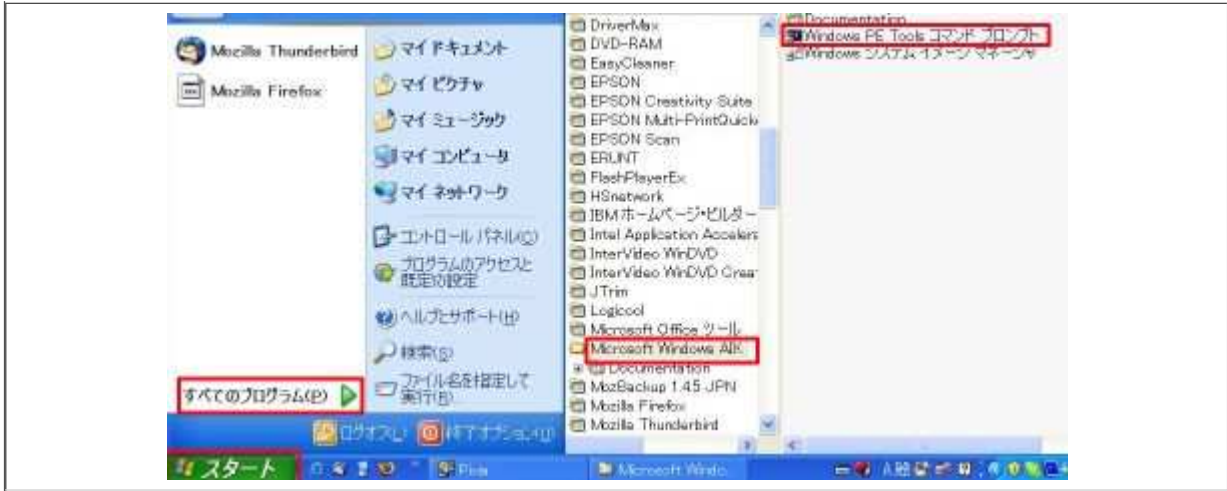 Mozilla Thunderbird
Mozilla Firefox
すべてのプログラム(P)
マイ ドキュメント
マイ ピクチャ
マイ ミュージック
マイ コンピュータ
マイ ネットワーク
コントロール パネル(C)
プログラムのアクセスと
既定の設定
ヘルプとサポート(H)
検索(S)
ファイル名を指定して
実行(R)
ログオフ(L)
終了オプション(U)
DriverMax
DVD-RAM
EasyCleaner
EPSON
EPSON Creativity Suite
EPSON Multi-PrintQuick
EPSON Scan
ERUNT
FlashPlayerEx
HSnetwork
IBM ホームページ・ビルダー
Intel Application Acceler
InterVideo WinDVD
InterVideo WinDVD Crea
JTrim
Logicool
Microsoft Office ツール
Microsoft Windows AIK
Documentation
MozBackup 1.45 JPN
Mozilla Firefox
Mozilla Thunderbird
Documentation
Windows PE Tools コマンド プロンプト
Windows システム イメージ マネージャ
スタート
Microsoft Windo